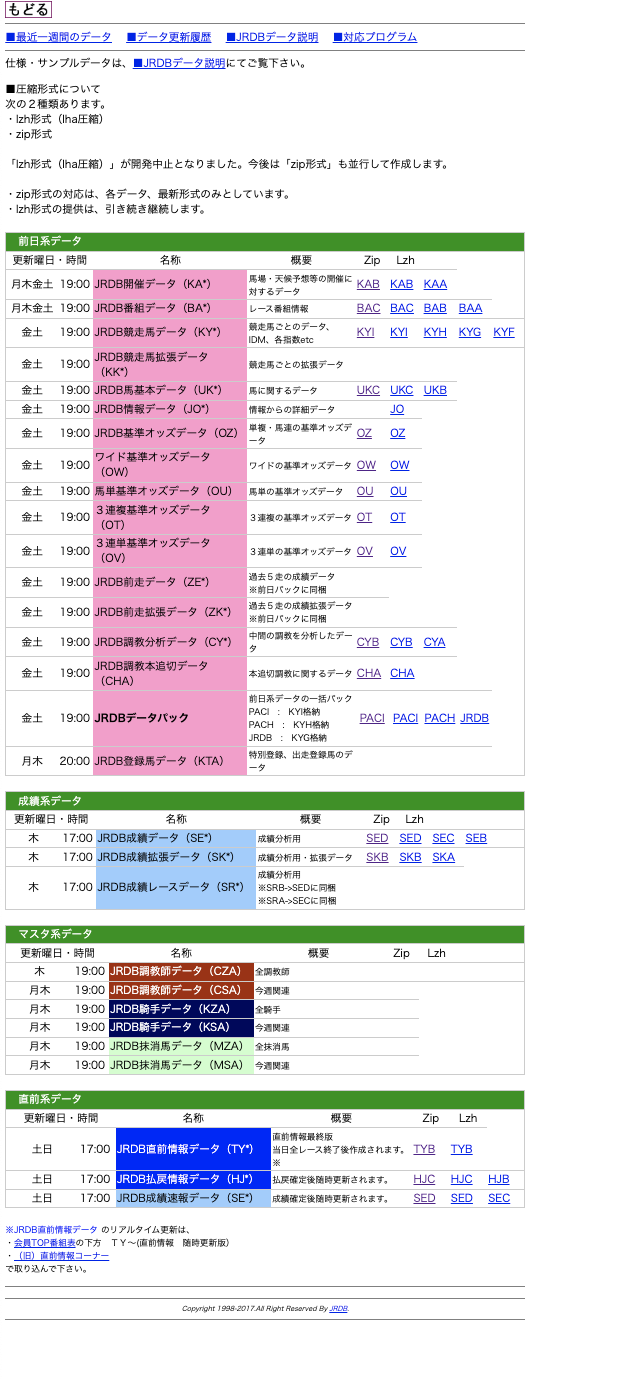 もどる
■最近一週間のデータ ■データ更新履歴 ■JRDBデータ説明 ■対応プログラム
仕様・サンプルデータは、■JRDBデータ説明にてご覧下さい。
■圧縮形式について
次の２種類あります。
・lzh形式（lha圧縮）
・zip形式
「lzh形式（lha圧縮）」が開発中止となりました。今後は「zip形式」も並行して作成します。
・zip形式の対応は、各データ、最新形式のみとしています。
・lzh形式の提供は、引き続き継続します。
前日系データ
更新曜日・時間 名称 概要 Zip Lzh
月木金土 19:00 JRDB開催データ（KA*） 馬場・天候予想等の開催に対するデータ KAB KAB KAA
月木金土 19:00 JRDB番組データ（BA*） レース番組情報 BAC BAC BAB BAA
金土 19:00 JRDB競走馬データ（KY*） 競走馬ごとのデータ、IDM、各指数etc KYI KYI KYH KYG KYF
金土 19:00 JRDB競走馬拡張データ（KK*） 競走馬ごとの拡張データ
金土 19:00 JRDB馬基本データ（UK*） 馬に関するデータ UKC UKC UKB
金土 19:00 JRDB情報データ（JO*） 情報からの詳細データ JO
金土 19:00 JRDB基準オッズデータ（OZ） 単複・馬連の基準オッズデータ OZ OZ
金土 19:00 ワイド基準オッズデータ（OW） ワイドの基準オッズデータ OW OW
金土 19:00 馬単基準オッズデータ（OU） 馬単の基準オッズデータ OU OU
金土 19:00 ３連複基準オッズデータ（OT） ３連複の基準オッズデータ OT OT
金土 19:00 ３連単基準オッズデータ（OV） ３連単の基準オッズデータ OV OV
金土 19:00 JRDB前走データ（ZE*） 過去５走の成績データ ※前日パックに同梱
金土 19:00 JRDB前走拡張データ（ZK*） 過去５走の成績拡張データ ※前日パックに同梱
金土 19:00 JRDB調教分析データ（CY*） 中間の調教を分析したデータ CYB CYB CYA
金土 19:00 JRDB調教本追切データ（CHA） 本追切調教に関するデータ CHA CHA
金土 19:00 JRDBデータパック 前日系データの一括パック PACI ： KYI格納 PACH ： KYH格納 JRDB ： KYG格納 PACI PACI PACH JRDB
月木 20:00 JRDB登録馬データ（KTA） 特別登録、出走登録馬のデータ
成績系データ
更新曜日・時間 名称 概要 Zip Lzh
木 17:00 JRDB成績データ（SE*） 成績分析用 SED SED SEC SEB
木 17:00 JRDB成績拡張データ（SK*） 成績分析用・拡張データ SKB SKB SKA
木 17:00 JRDB成績レースデータ（SR*） 成績分析用 ※SRB->SEDに同梱 ※SRA->SECに同梱
マスタ系データ
更新曜日・時間 名称 概要 Zip Lzh
木 19:00 JRDB調教師データ（CZA） 全調教師
月木 19:00 JRDB調教師データ（CSA） 今週関連
月木 19:00 JRDB騎手データ（KZA） 全騎手
月木 19:00 JRDB騎手データ（KSA） 今週関連
月木 19:00 JRDB抹消馬データ（MZA） 全抹消馬
月木 19:00 JRDB抹消馬データ（MSA） 今週関連
直前系データ
更新曜日・時間 名称 概要 Zip Lzh
土日 17:00 JRDB直前情報データ（TY*） 直前情報最終版 当日全レース終了後作成されます。※ TYB TYB
土日 17:00 JRDB払戻情報データ（HJ*） 払戻確定後随時更新されます。 HJC HJC HJB
土日 17:00 JRDB成績速報データ（SE*） 成績確定後随時更新されます。 SED SED SEC
※JRDB直前情報データ のリアルタイム更新は、
・会員TOP番組表の下方 ＴＹ～(直前情報 随時更新版)
・（旧）直前情報コーナー
で取り込んで下さい。
Copyright 1998-2017.All Right Reserved By JRDB.